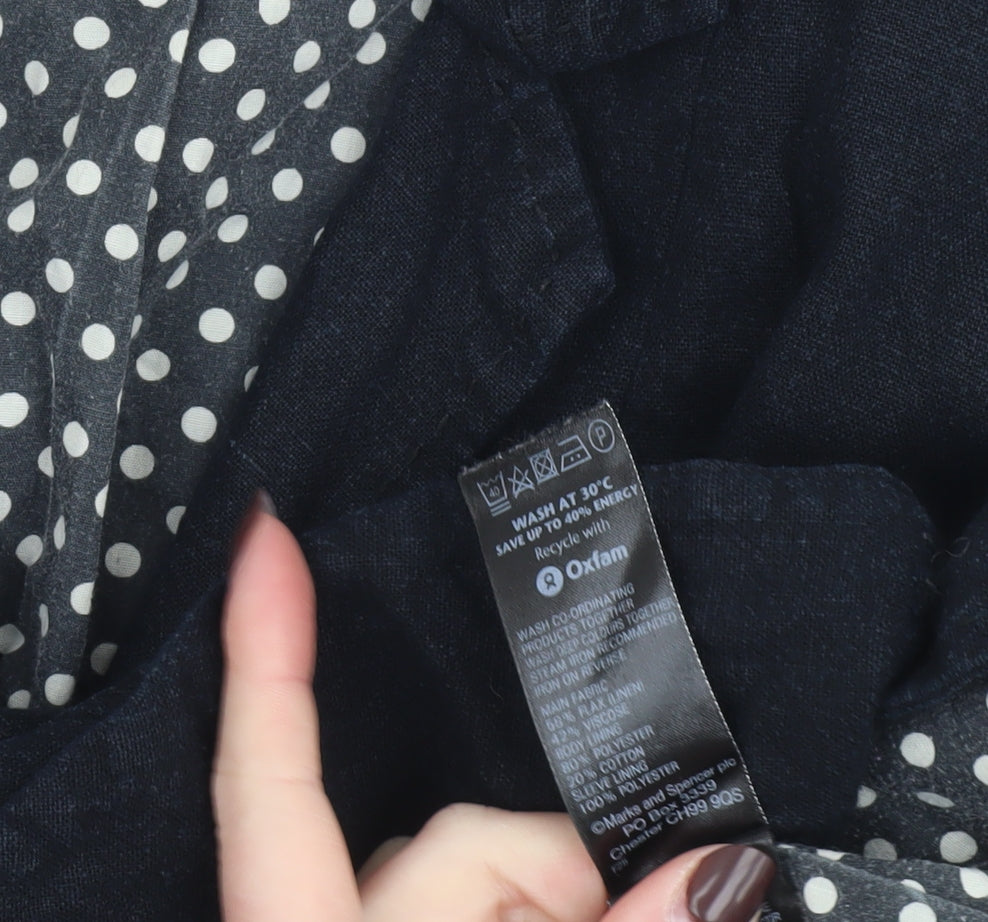 40
P
WASH AT 30°C
SAVE UP TO 40% ENERGY
Recycle with
Oxfam
WASH CO-ORDINATING
PRODUCTS TOGETHER
WASH DEEP COLOURS TOGETHER
STEAM IRON RECOMMENDED
IRON ON REVERSE
MAIN FABRIC
58% FLAX (LINEN)
42% VISCOSE
BODY LINING
80% POLYESTER
20% COTTON
SLEEVE LINING
100% POLYESTER
©Marks and Spencer plc
PO Box 3339
Chester CH99 9QS